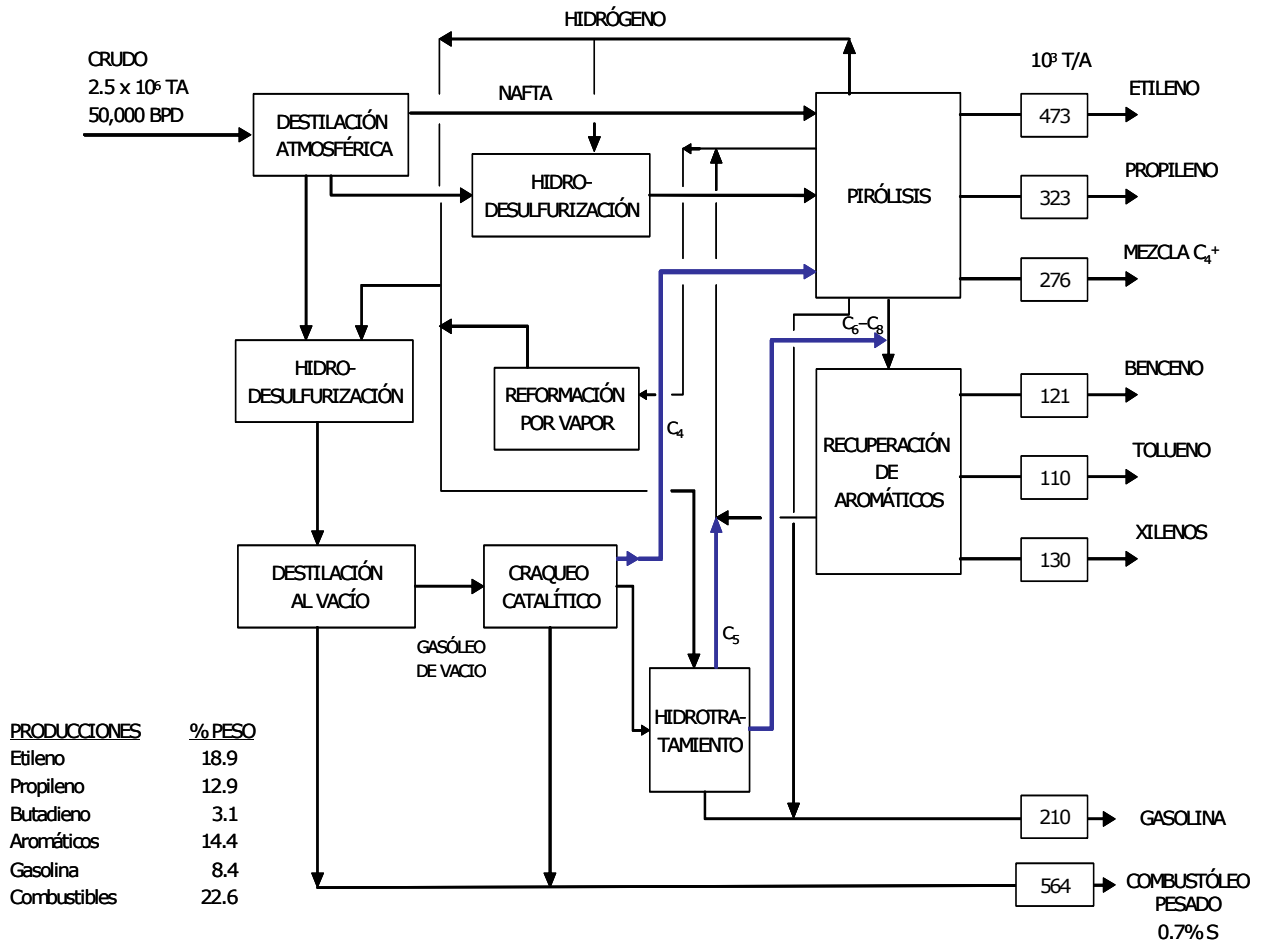 HIDRÓGENO
CRUDO
2.5 x 10⁶ TA
50,000 BPD
10³ T/A
NAFTA
DESTILACIÓN
ATMOSFÉRICA
HIDRO-
DESULFURIZACIÓN
PIRÓLISIS
473
ETILENO
323
PROPILENO
276
MEZCLA C₄⁺
C₆–C₈
HIDRO-
DESULFURIZACIÓN
REFORMACIÓN
POR VAPOR
C₄
RECUPERACIÓN
DE
AROMÁTICOS
121
BENCENO
110
TOLUENO
130
XILENOS
DESTILACIÓN
AL VACÍO
GASÓLEO
DE VACIO
CRAQUEO
CATALÍTICO
C₅
HIDROTRA-
TAMIENTO
210
GASOLINA
564
COMBUSTÓLEO
PESADO
0.7% S
PRODUCCIONES % PESO
Etileno 18.9
Propileno 12.9
Butadieno 3.1
Aromáticos 14.4
Gasolina 8.4
Combustibles 22.6